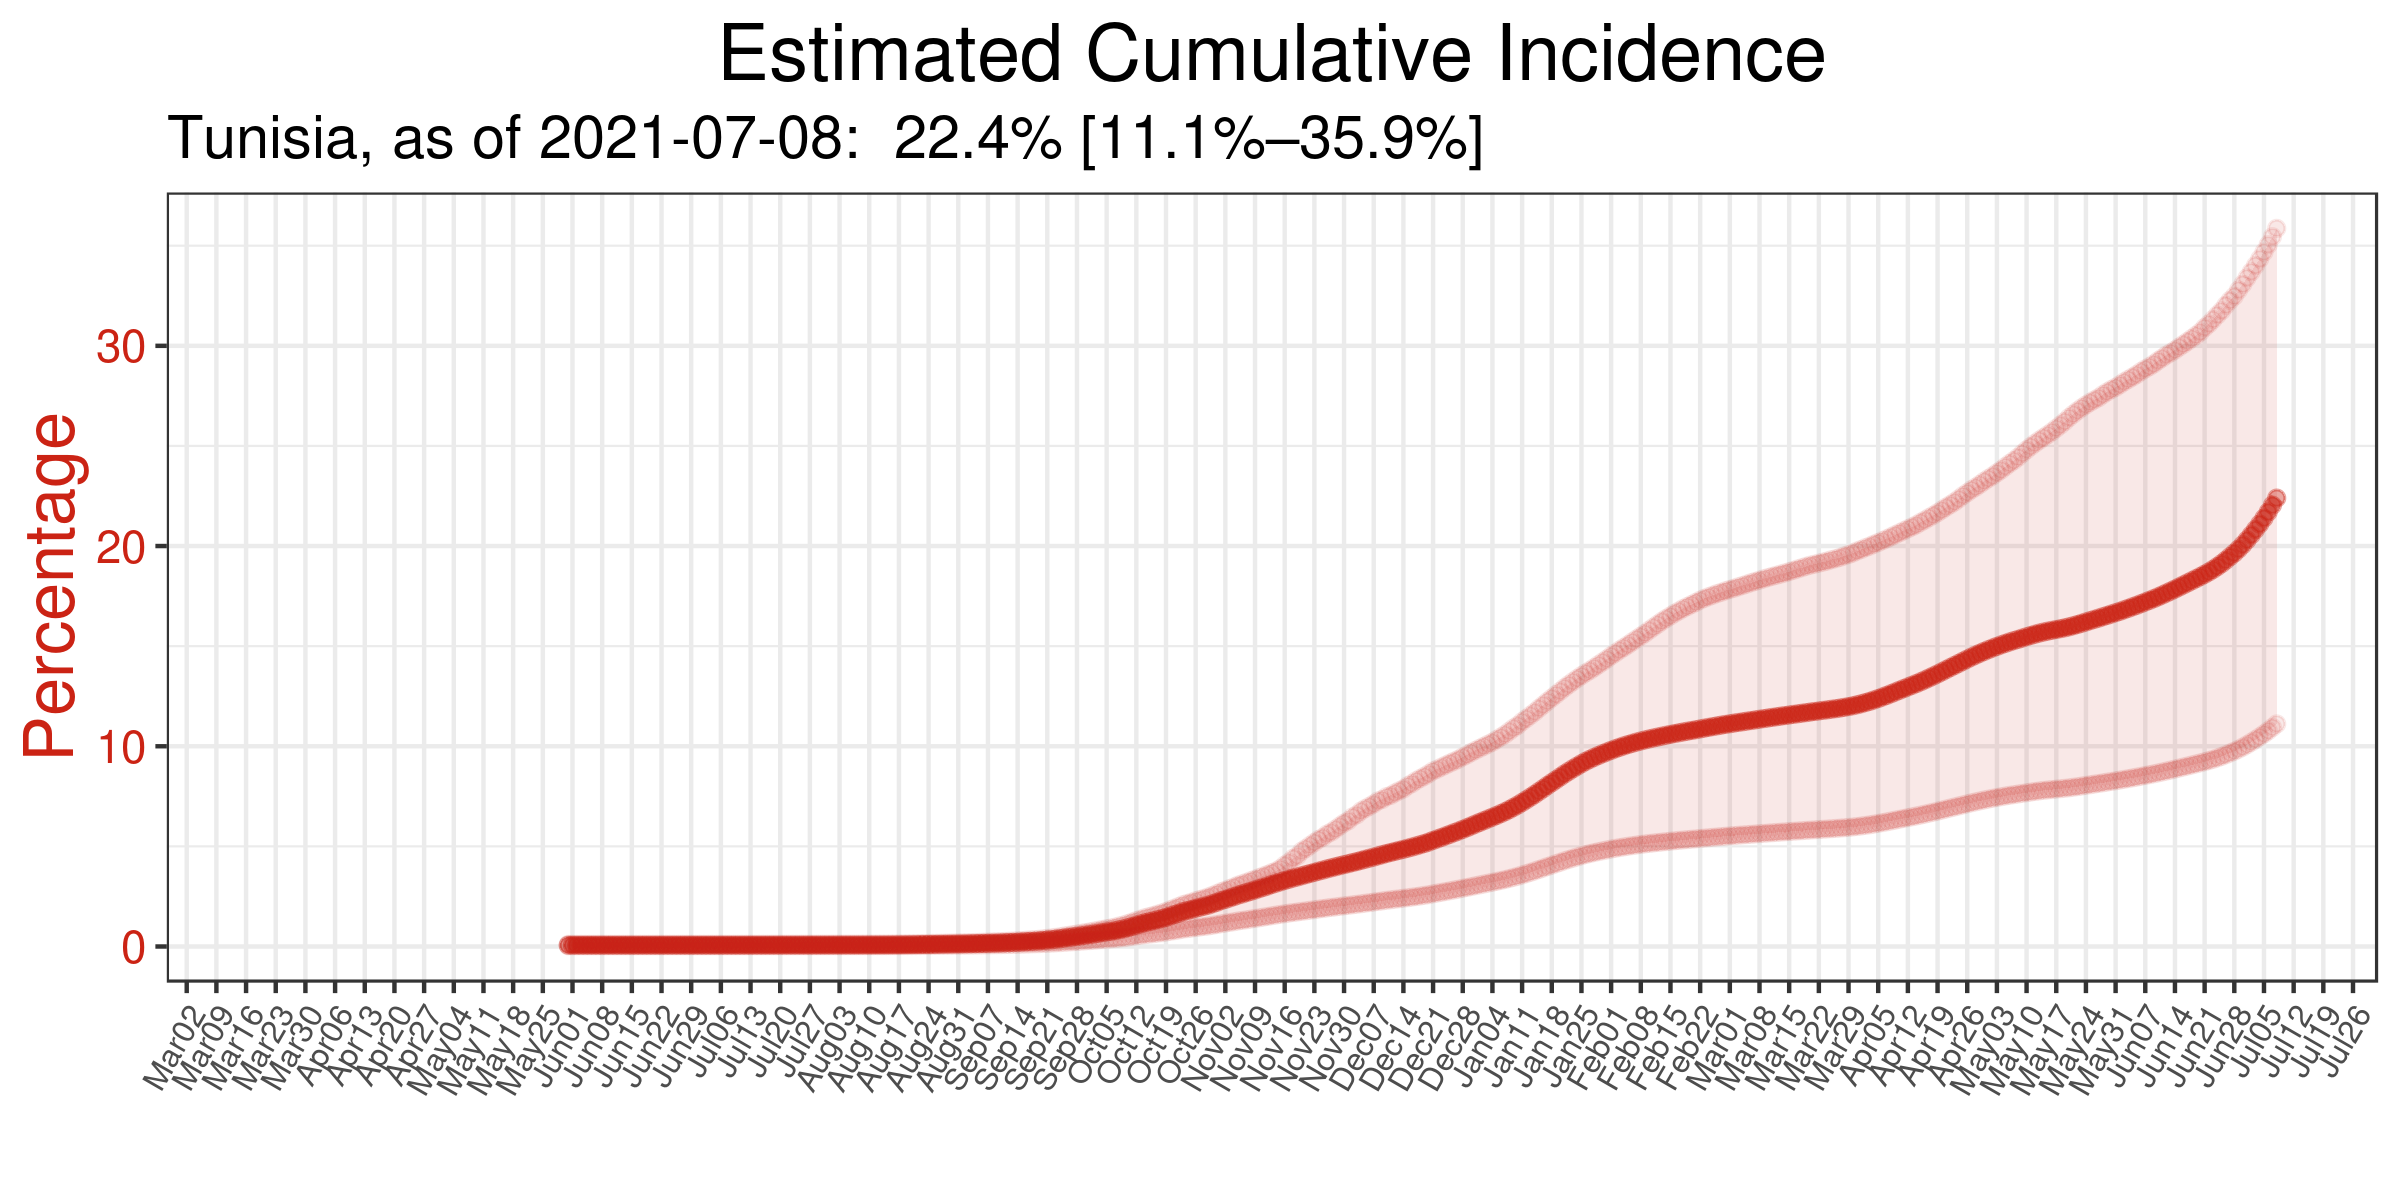 Estimated Cumulative Incidence
Tunisia, as of 2021-07-08:  22.4% [11.1%–35.9%]
Percentage
30
20
10
0
Mar02
Mar09
Mar16
Mar23
Mar30
Apr06
Apr13
Apr20
Apr27
May04
May11
May18
May25
Jun01
Jun08
Jun15
Jun22
Jun29
Jul06
Jul13
Jul20
Jul27
Aug03
Aug10
Aug17
Aug24
Aug31
Sep07
Sep14
Sep21
Sep28
Oct05
Oct12
Oct19
Oct26
Nov02
Nov09
Nov16
Nov23
Nov30
Dec07
Dec14
Dec21
Dec28
Jan04
Jan11
Jan18
Jan25
Feb01
Feb08
Feb15
Feb22
Mar01
Mar08
Mar15
Mar22
Mar29
Apr05
Apr12
Apr19
Apr26
May03
May10
May17
May24
May31
Jun07
Jun14
Jun21
Jun28
Jul05
Jul12
Jul19
Jul26